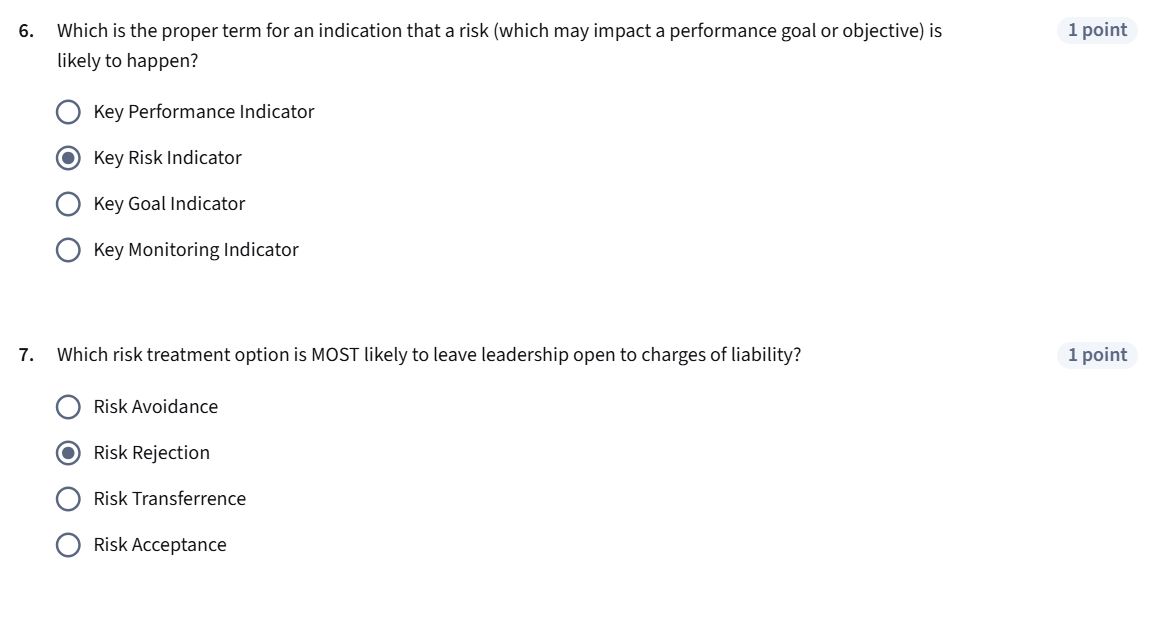 6. Which is the proper term for an indication that a risk (which may impact a performance goal or objective) is 1 point
likely to happen?
Key Performance Indicator
Key Risk Indicator
Key Goal Indicator
Key Monitoring Indicator
7. Which risk treatment option is MOST likely to leave leadership open to charges of liability? 1 point
Risk Avoidance
Risk Rejection
Risk Transferrence
Risk Acceptance